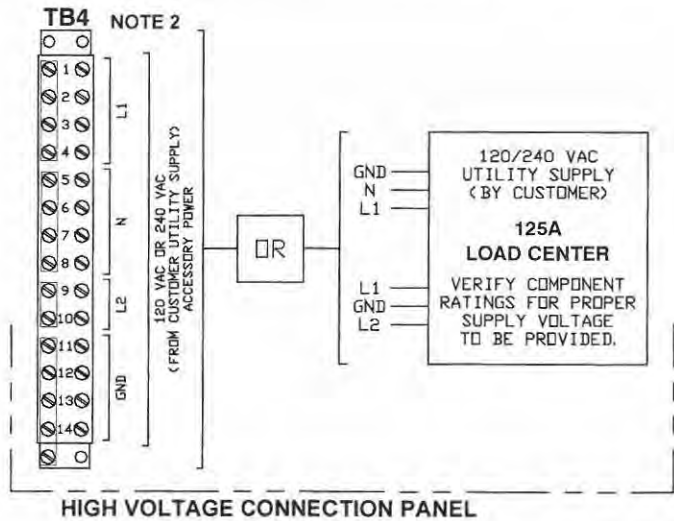 TB4 NOTE 2
1
2
3
4
5
6
7
8
9
10
11
12
13
14
L1
N
L2
GND
120 VAC OR 240 VAC
(FROM CUSTOMER UTILITY SUPPLY)
ACCESSORY POWER
OR
GND
N
L1
L1
GND
L2
120/240 VAC
UTILITY SUPPLY
(BY CUSTOMER)
125A
LOAD CENTER
VERIFY COMPONENT
RATINGS FOR PROPER
SUPPLY VOLTAGE
TO BE PROVIDED.
HIGH VOLTAGE CONNECTION PANEL